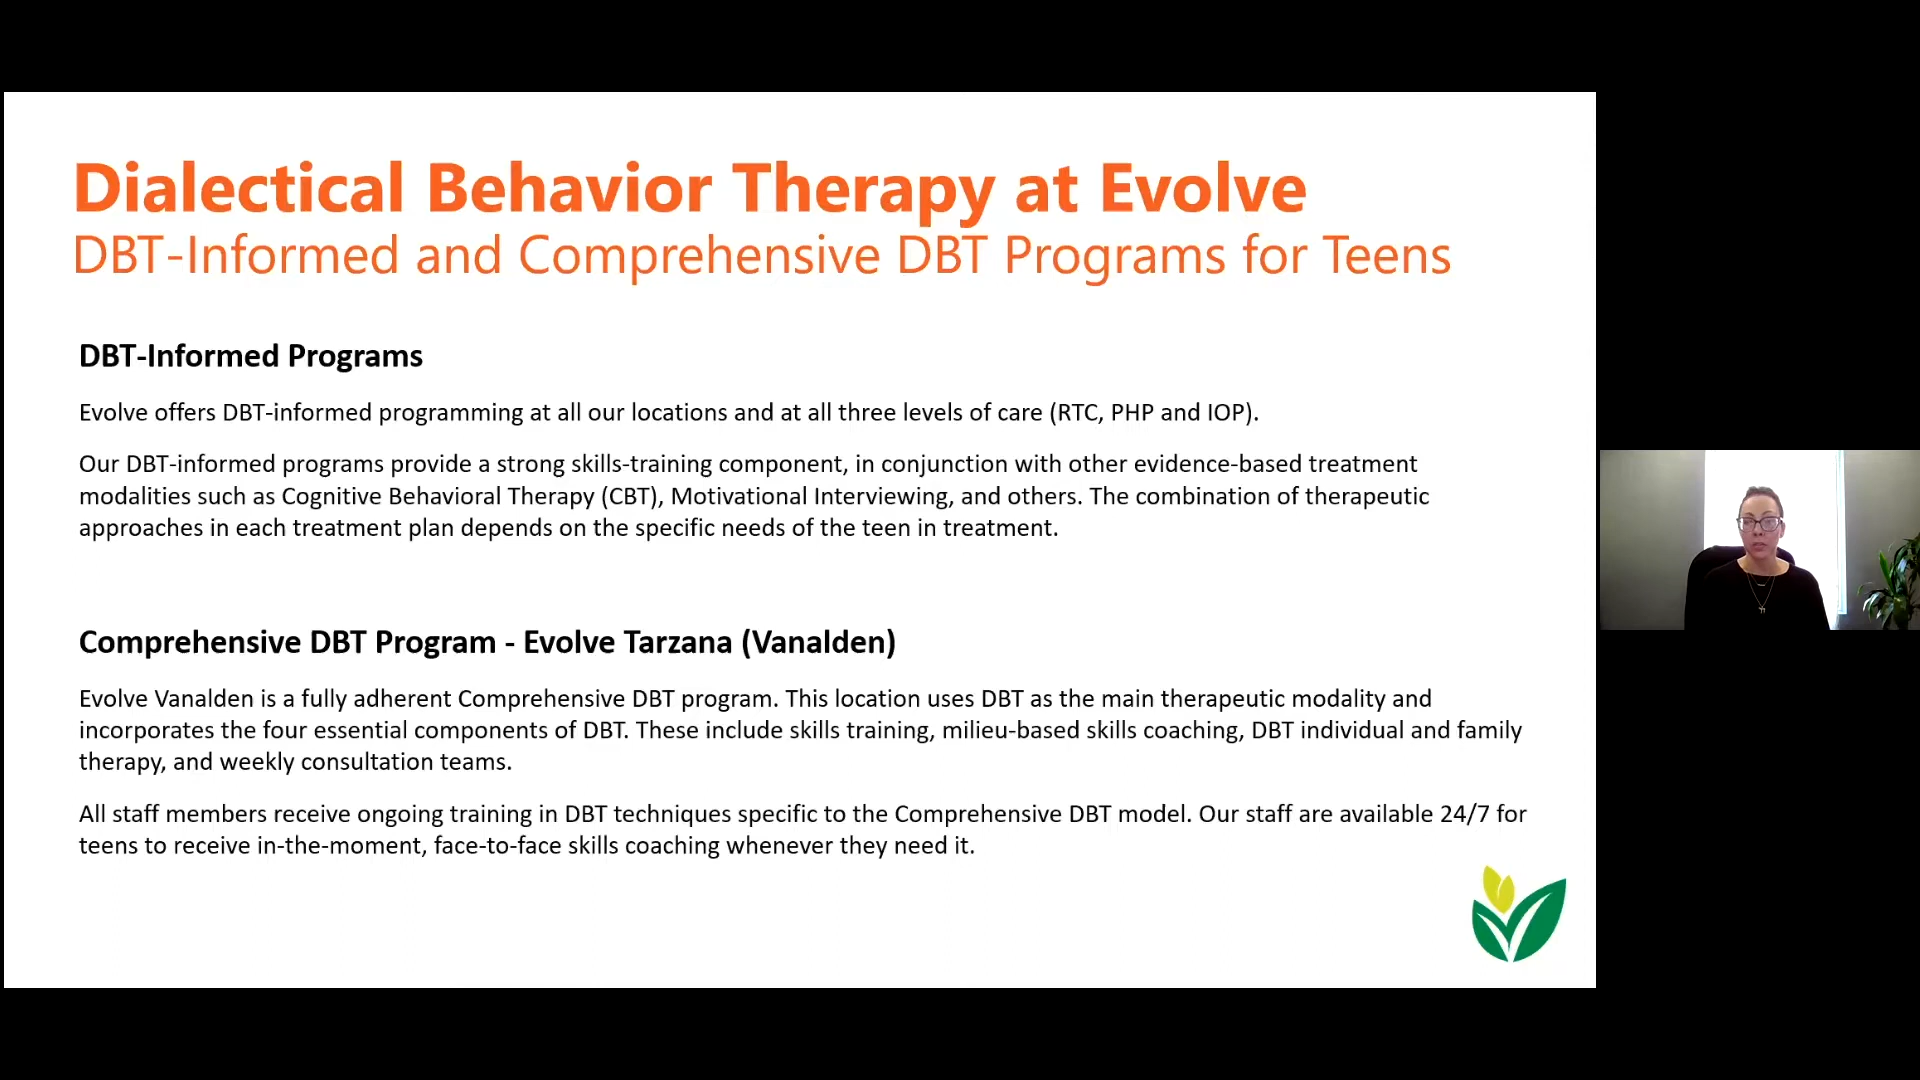 Dialectical Behavior Therapy at Evolve
DBT-Informed and Comprehensive DBT Programs for Teens
DBT-Informed Programs
Evolve offers DBT-informed programming at all our locations and at all three levels of care (RTC, PHP and IOP).
Our DBT-informed programs provide a strong skills-training component, in conjunction with other evidence-based treatment
modalities such as Cognitive Behavioral Therapy (CBT), Motivational Interviewing, and others. The combination of therapeutic
approaches in each treatment plan depends on the specific needs of the teen in treatment.
Comprehensive DBT Program - Evolve Tarzana (Vanalden)
Evolve Vanalden is a fully adherent Comprehensive DBT program. This location uses DBT as the main therapeutic modality and
incorporates the four essential components of DBT. These include skills training, milieu-based skills coaching, DBT individual and family
therapy, and weekly consultation teams.
All staff members receive ongoing training in DBT techniques specific to the Comprehensive DBT model. Our staff are available 24/7 for
teens to receive in-the-moment, face-to-face skills coaching whenever they need it.